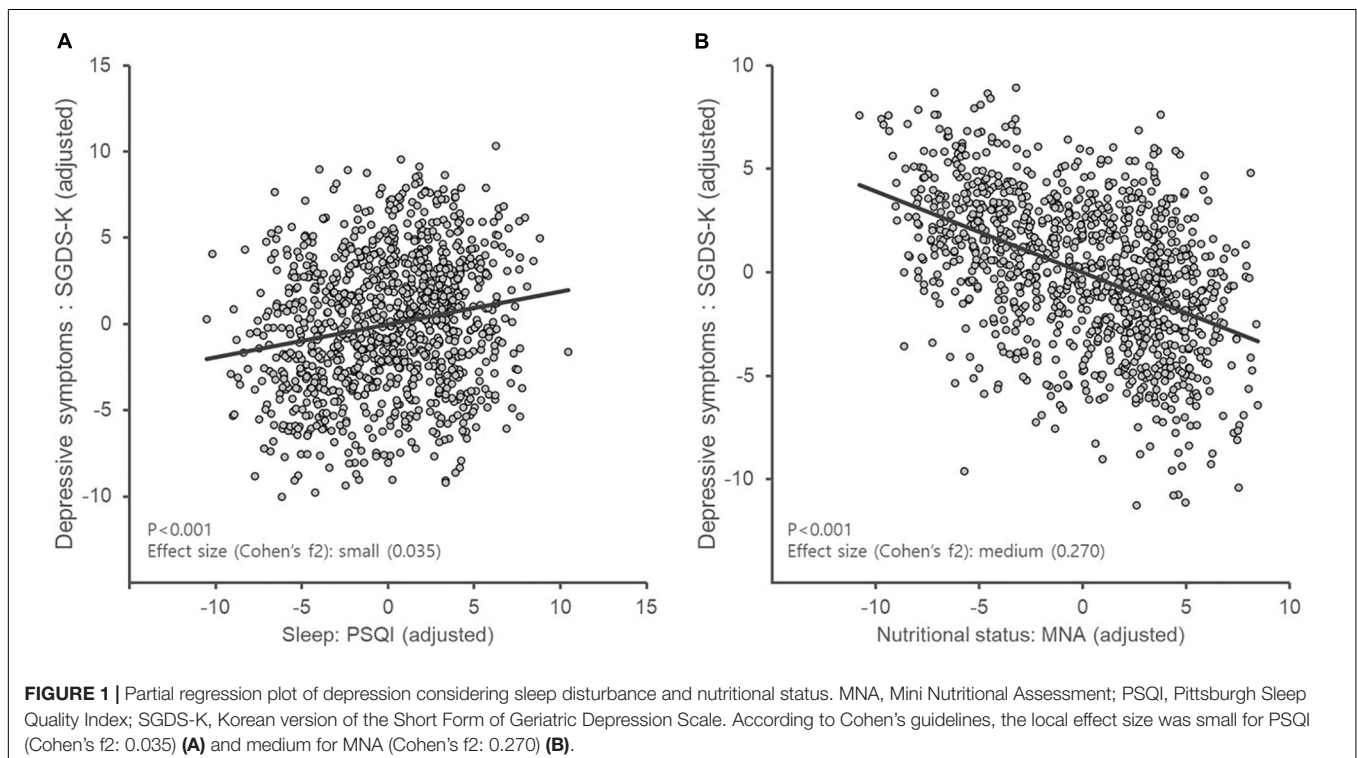 A
15
10
5
0
-5
-10
Depressive symptoms : SGDS-K (adjusted)
P<0.001
Effect size (Cohen's f2): small (0.035)
-10 -5 0 5 10 15
Sleep: PSQI (adjusted)
B
10
5
0
-5
-10
Depressive symptoms : SGDS-K (adjusted)
P<0.001
Effect size (Cohen's f2): medium (0.270)
-10 -5 0 5 10
Nutritional status: MNA (adjusted)
FIGURE 1 | Partial regression plot of depression considering sleep disturbance and nutritional status. MNA, Mini Nutritional Assessment; PSQI, Pittsburgh Sleep
Quality Index; SGDS-K, Korean version of the Short Form of Geriatric Depression Scale. According to Cohen's guidelines, the local effect size was small for PSQI
(Cohen's f2: 0.035) (A) and medium for MNA (Cohen's f2: 0.270) (B).